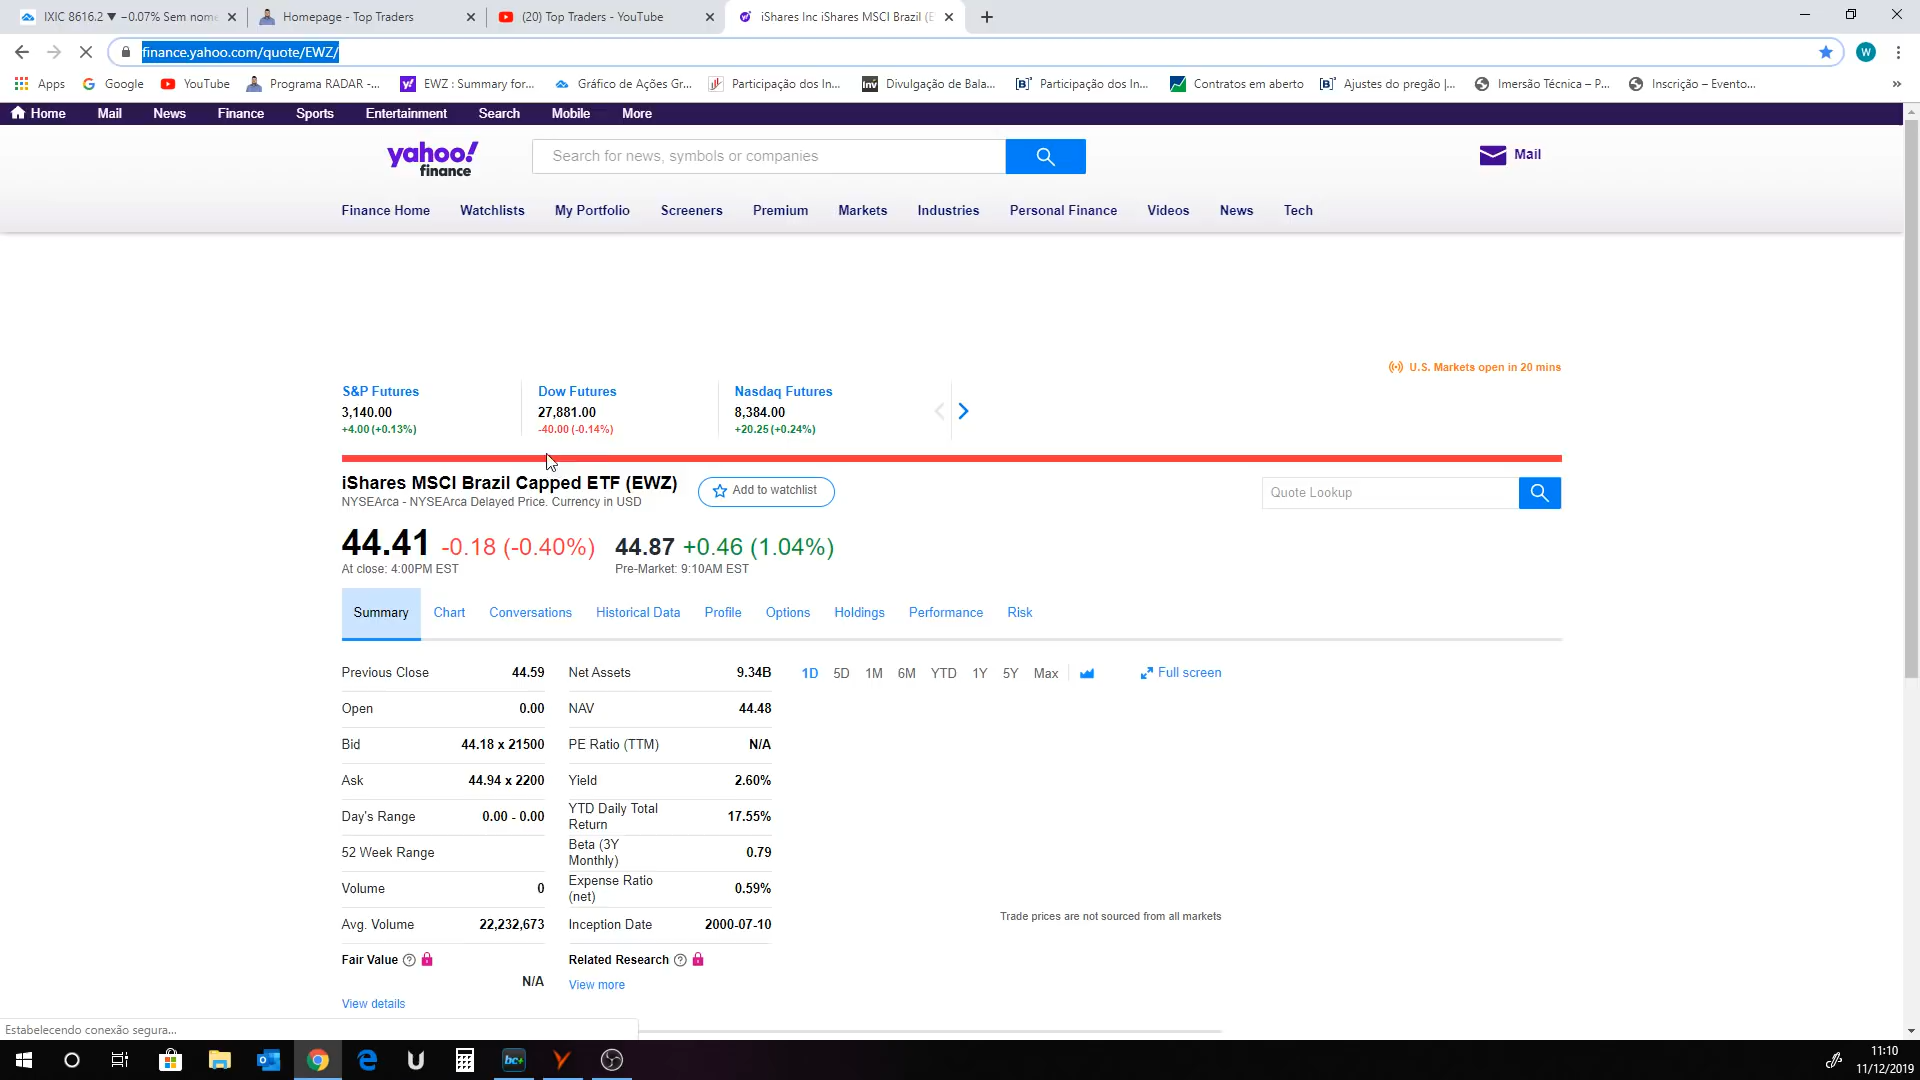 IXIC 8616.2 ▼ −0.07% Sem nome
Homepage - Top Traders
(20) Top Traders - YouTube
iShares Inc iShares MSCI Brazil (E
finance.yahoo.com/quote/EWZ/
W
Apps
Google
YouTube
Programa RADAR -...
EWZ : Summary for...
Gráfico de Ações Gr...
Participação dos In...
Divulgação de Bala...
Participação dos In...
Contratos em aberto
Ajustes do pregão |...
Imersão Técnica – P...
Inscrição – Evento...
»
Home Mail News Finance Sports Entertainment Search Mobile More
yahoo!
finance
Search for news, symbols or companies
Mail
Finance Home Watchlists My Portfolio Screeners Premium Markets Industries Personal Finance Videos News Tech
U.S. Markets open in 20 mins
S&P Futures
3,140.00
+4.00 (+0.13%)
Dow Futures
27,881.00
-40.00 (-0.14%)
Nasdaq Futures
8,384.00
+20.25 (+0.24%)
iShares MSCI Brazil Capped ETF (EWZ)
NYSEArca - NYSEArca Delayed Price. Currency in USD
Add to watchlist
Quote Lookup
44.41 -0.18 (-0.40%)
At close: 4:00PM EST
44.87 +0.46 (1.04%)
Pre-Market: 9:10AM EST
Summary Chart Conversations Historical Data Profile Options Holdings Performance Risk
Previous Close 44.59
Open 0.00
Bid 44.18 x 21500
Ask 44.94 x 2200
Day's Range 0.00 - 0.00
52 Week Range
Volume 0
Avg. Volume 22,232,673
Fair Value
N/A
View details
Net Assets 9.34B
NAV 44.48
PE Ratio (TTM) N/A
Yield 2.60%
YTD Daily Total
Return 17.55%
Beta (3Y
Monthly) 0.79
Expense Ratio
(net) 0.59%
Inception Date 2000-07-10
Related Research
View more
1D 5D 1M 6M YTD 1Y 5Y Max
Full screen
Trade prices are not sourced from all markets
Estabelecendo conexão segura...
bc+
11:10
11/12/2019